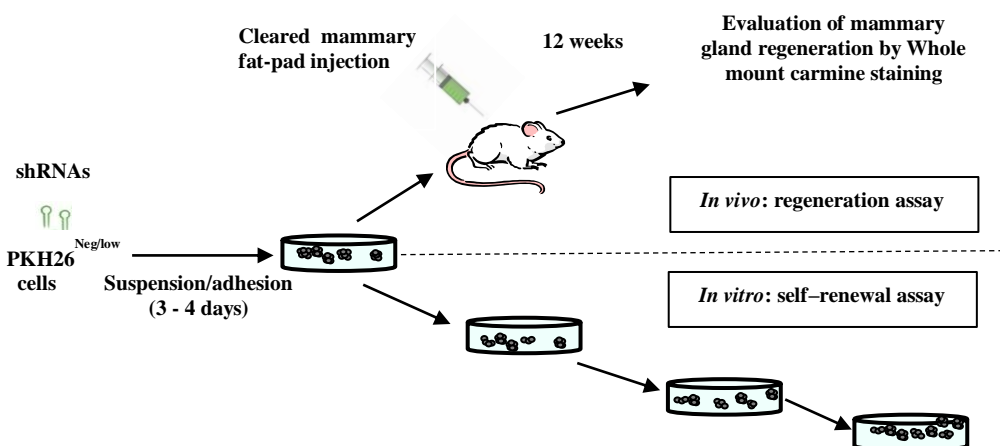 Cleared mammary
fat-pad injection
12 weeks
Evaluation of mammary
gland regeneration by Whole
mount carmine staining
shRNAs
PKH26 Neg/low
cells
Suspension/adhesion
(3 - 4 days)
In vivo: regeneration assay
In vitro: self–renewal assay